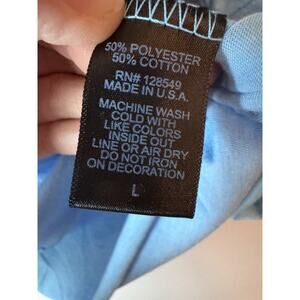 50% POLYESTER
50% COTTON
RN# 128549
MADE IN U.S.A.
MACHINE WASH
COLD WITH
LIKE COLORS
INSIDE OUT
LINE OR AIR DRY
DO NOT IRON
ON DECORATION
L